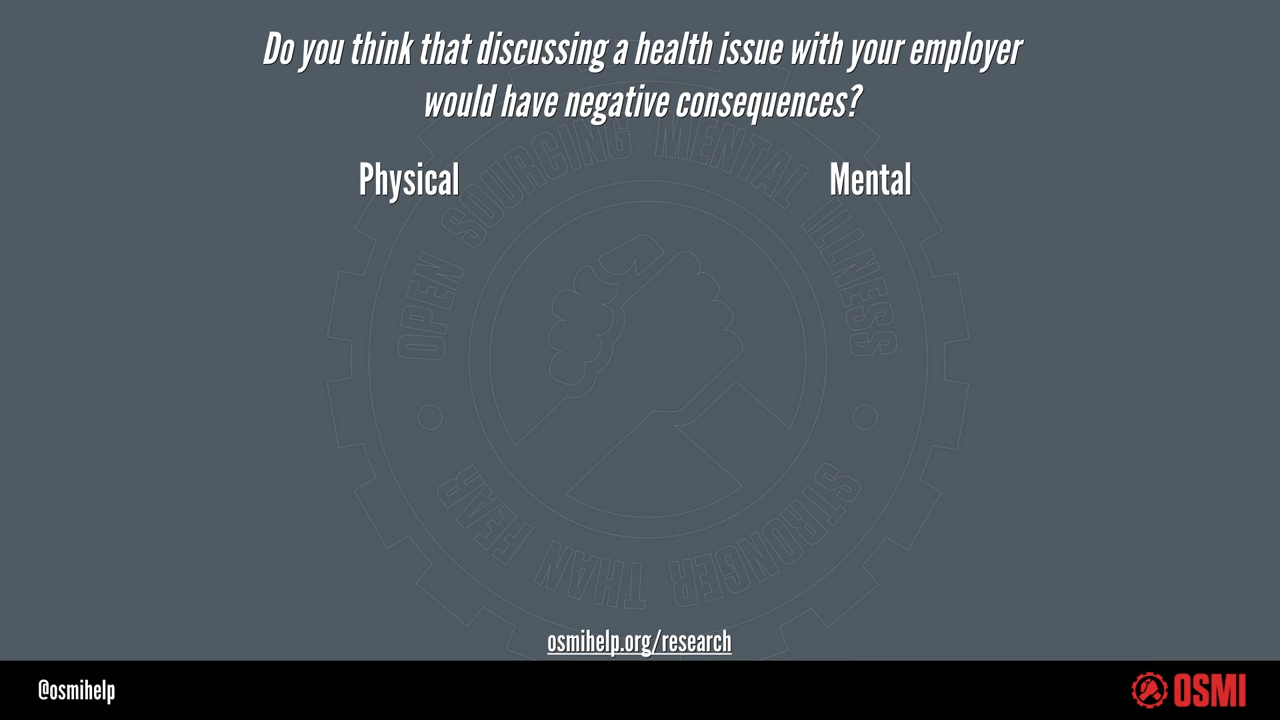 Do you think that discussing a health issue with your employer
would have negative consequences?
Physical
Mental
OPEN SOURCING MENTAL ILLNESS
STRONGER THAN FEAR
osmihelp.org/research
@osmihelp
OSMI